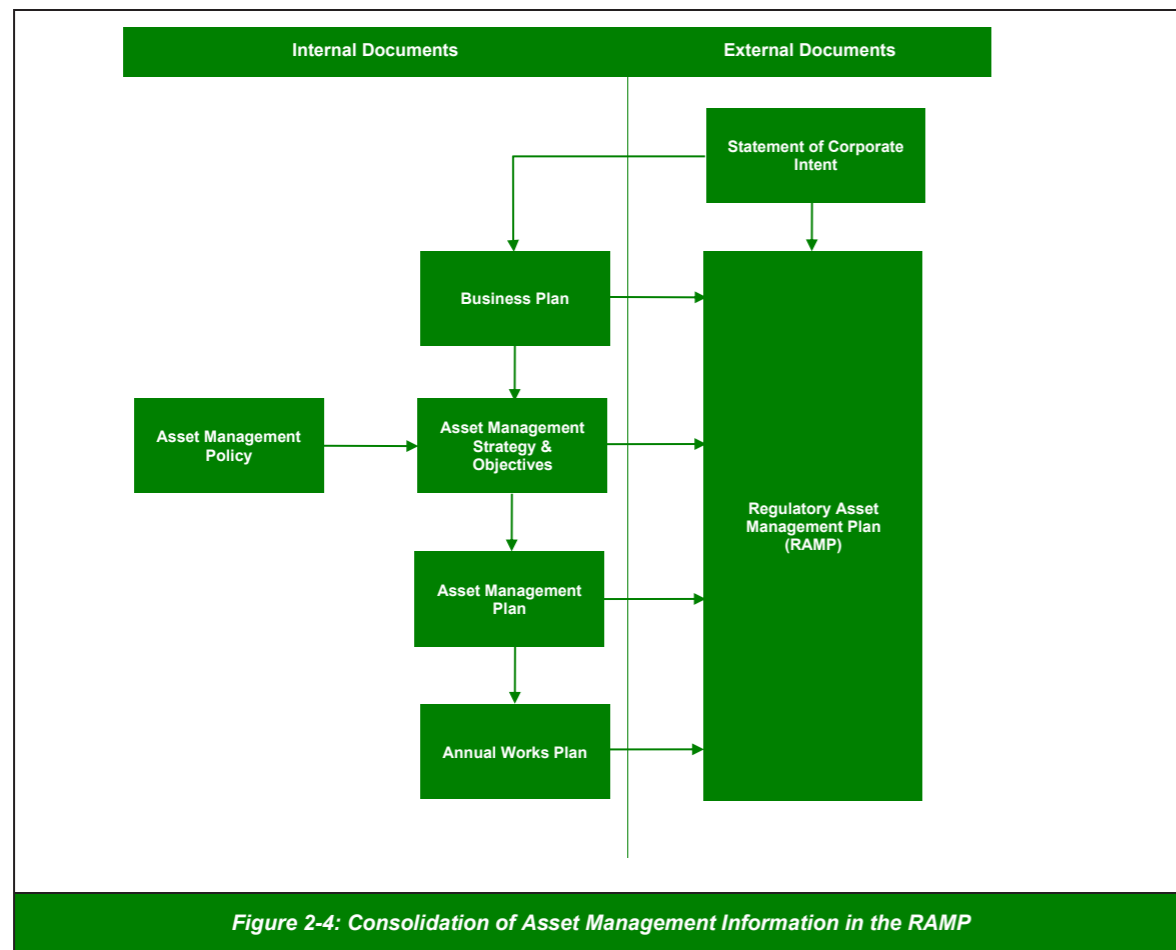 Internal Documents
External Documents
Statement of Corporate
Intent
Business Plan
Asset Management
Policy
Asset Management
Strategy &
Objectives
Regulatory Asset
Management Plan
(RAMP)
Asset Management
Plan
Annual Works Plan
Figure 2-4: Consolidation of Asset Management Information in the RAMP